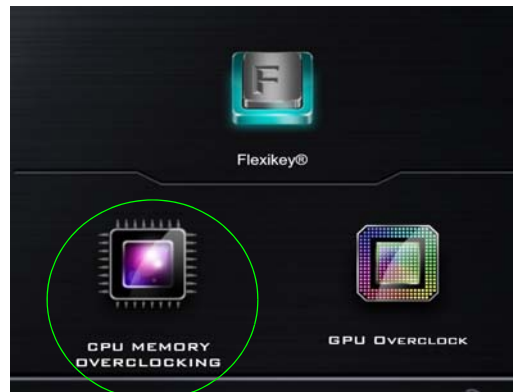 F
Flexikey®
CPU MEMORY
OVERCLOCKING
GPU OVERCLOCK